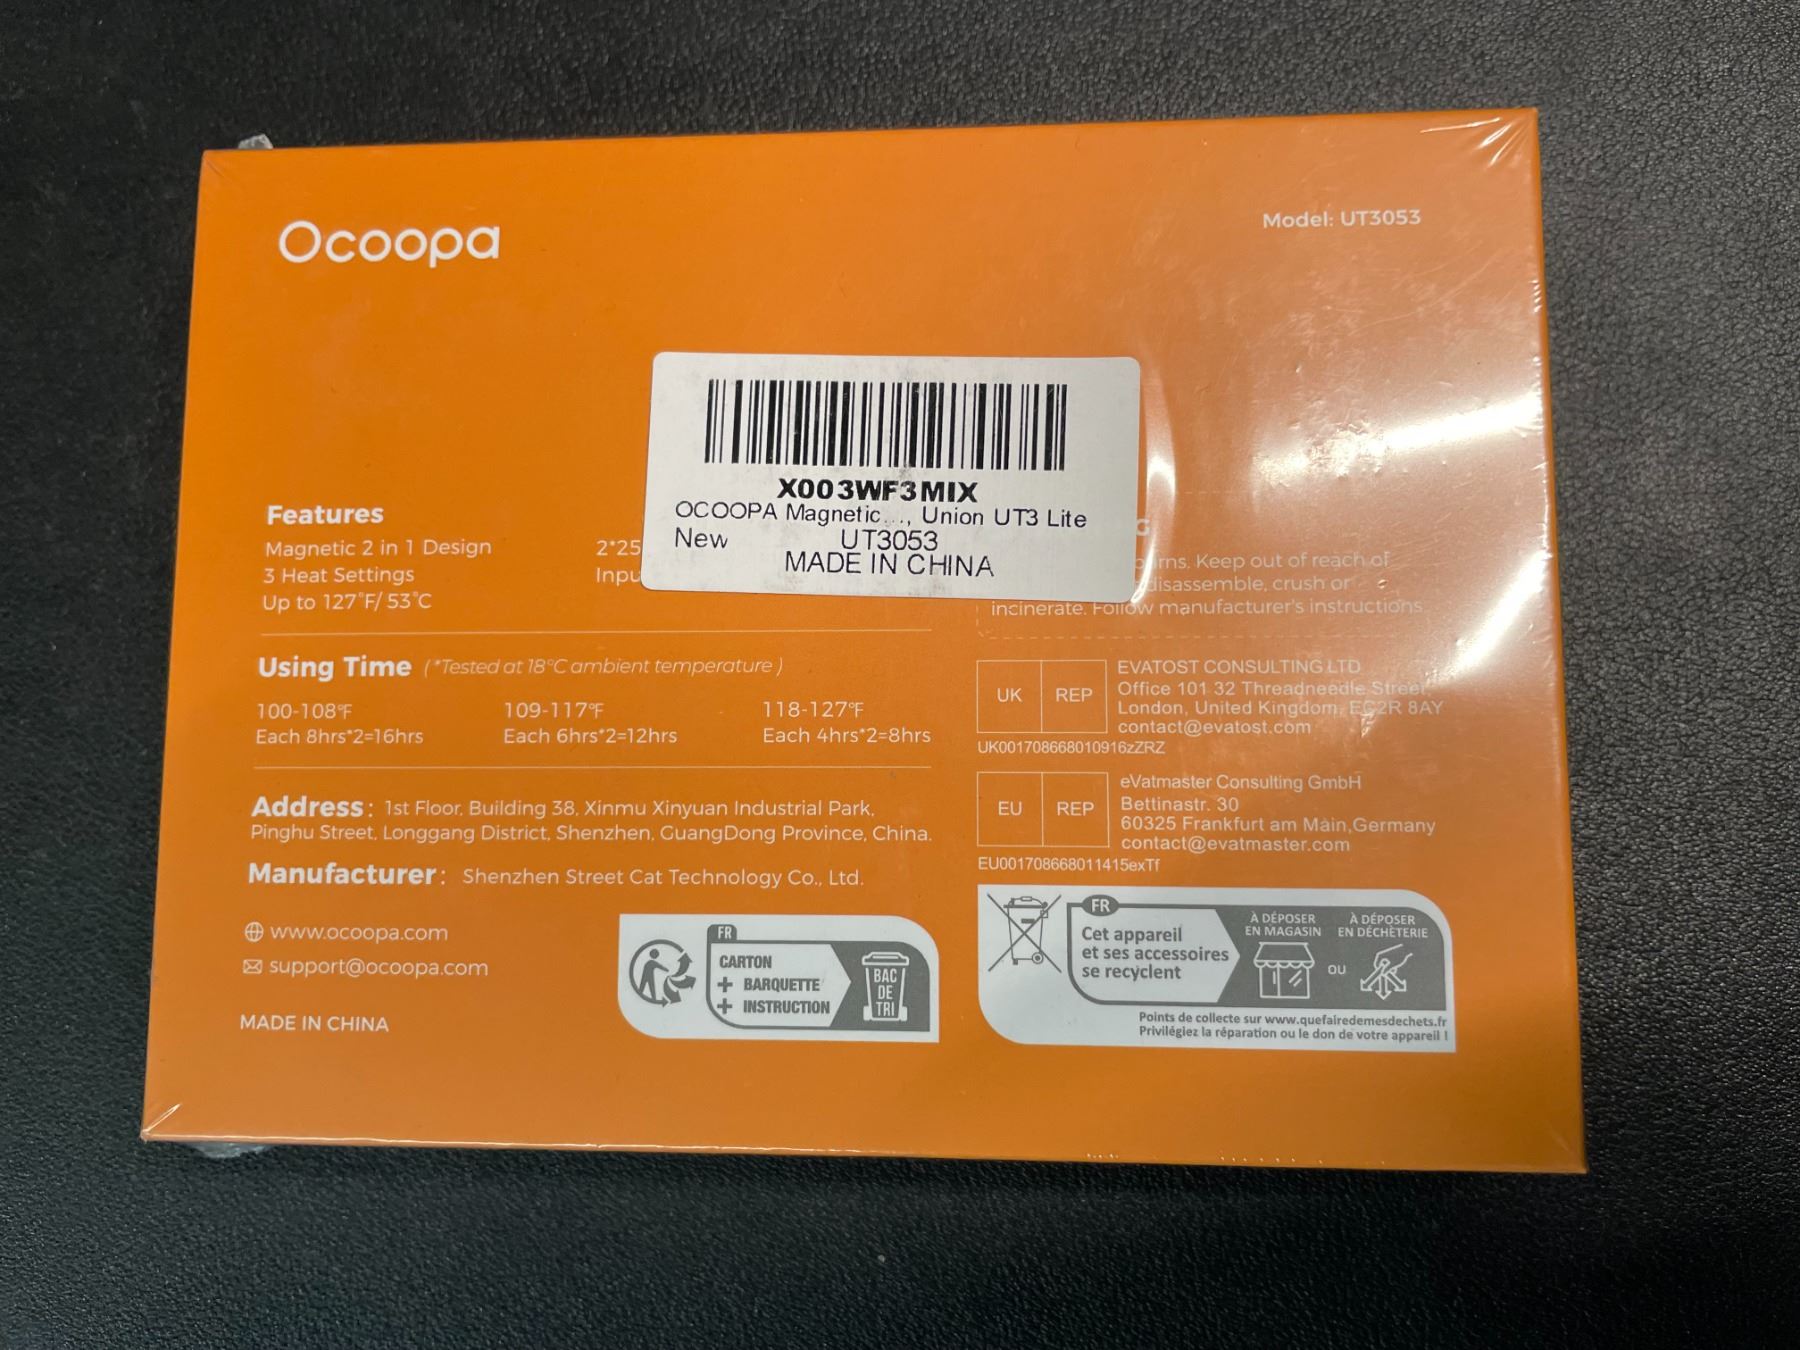 Ocoopa
Model: UT3053
X003WF3MIX
OCOOPA Magnetic..., Union UT3 Lite
New UT3053
MADE IN CHINA
Features
Magnetic 2 in 1 Design
3 Heat Settings
Up to 127°F/ 53°C
2*25
Inpu
G
Keep out of reach of
disassemble, crush or
incinerate. Follow manufacturer's instructions.
Using Time (*Tested at 18°C ambient temperature)
100-108°F
Each 8hrs*2=16hrs
109-117°F
Each 6hrs*2=12hrs
118-127°F
Each 4hrs*2=8hrs
Address: 1st Floor, Building 38, Xinmu Xinyuan Industrial Park,
Pinghu Street, Longgang District, Shenzhen, GuangDong Province, China.
Manufacturer: Shenzhen Street Cat Technology Co., Ltd.
www.ocoopa.com
support@ocoopa.com
MADE IN CHINA
UK REP
EVATOST CONSULTING LTD
Office 101 32 Threadneedle Street,
London, United Kingdom, EC2R 8AY
contact@evatost.com
UK001708668010916zZRZ
EU REP
eVatmaster Consulting GmbH
Bettinastr. 30
60325 Frankfurt am Main,Germany
contact@evatmaster.com
EU001708668011415exTf
FR
CARTON
+ BARQUETTE
+ INSTRUCTION
BAC
DE
TRI
FR
Cet appareil
et ses accessoires
se recyclent
À DÉPOSER
EN MAGASIN
OU
À DÉPOSER
EN DÉCHÈTERIE
Points de collecte sur www.quefairedemesdechets.fr
Privilégiez la réparation ou le don de votre appareil !